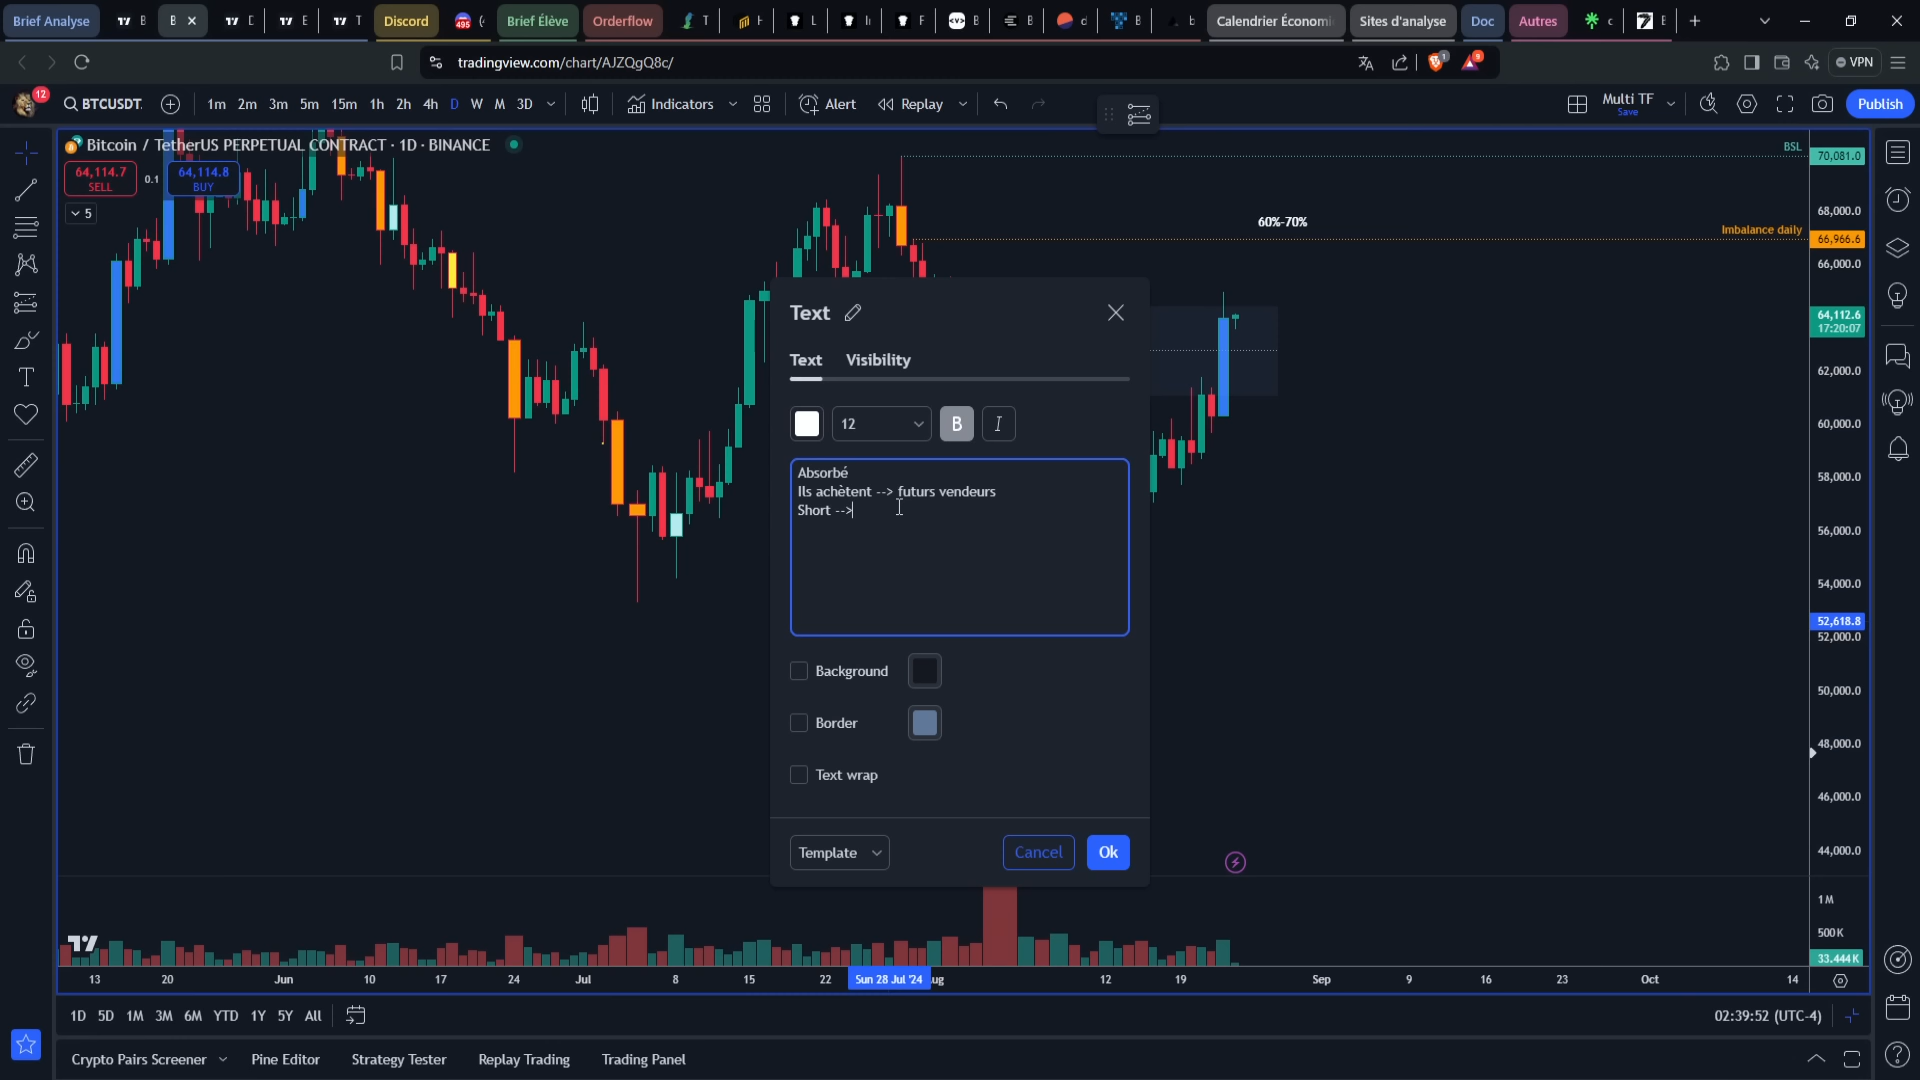 Brief Analyse
B
B
E
T
Discord
495
Brief Élève
Orderflow
T
Calendrier Économi
Sites d'analyse
Doc
Autres
tradingview.com/chart/AJZQgQ8c/
1
9
VPN
12
BTCUSDT.
1m 2m 3m 5m 15m 1h 2h 4h D W M 3D
Indicators
Alert
Replay
Multi TF
Save
Publish
Bitcoin / TetherUS PERPETUAL CONTRACT · 1D · BINANCE
64,114.7
SELL
0.1
64,114.8
BUY
5
BSL
70,081.0
68,000.0
60%-70%
Imbalance daily
66,966.6
66,000.0
64,112.6
17:20:07
62,000.0
60,000.0
58,000.0
56,000.0
54,000.0
52,618.8
52,000.0
50,000.0
48,000.0
46,000.0
44,000.0
1M
500K
33.444K
Text
Text
Visibility
12
B
I
Absorbé
Ils achètent --> futurs vendeurs
Short -->
Background
Border
Text wrap
Template
Cancel
Ok
13 20 Jun 10 17 24 Jul 8 15 22 Sun 28 Jul '24 ug 12 19 Sep 9 16 23 Oct 14
1D 5D 1M 3M 6M YTD 1Y 5Y All
02:39:52 (UTC-4)
Crypto Pairs Screener
Pine Editor
Strategy Tester
Replay Trading
Trading Panel